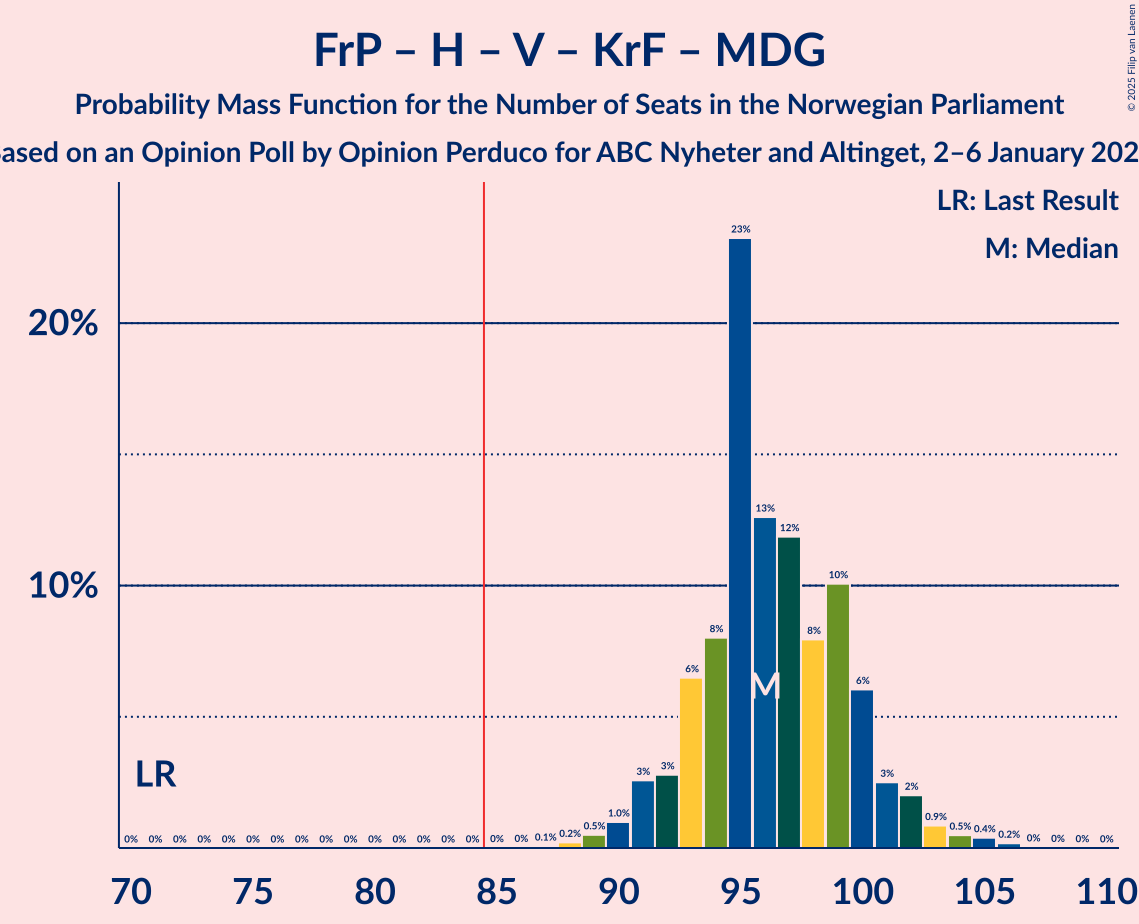 FrP – H – V – KrF – MDG
Probability Mass Function for the Number of Seats in the Norwegian Parliament
on an Opinion Poll by Opinion Perduco for ABC Nyheter and Altinget, 2–6 January
© 2025 Filip van Laenen
LR: Last Result
M: Median
20%
10%
23%
13%
12%
10%
8%
8%
6%
6%
M
LR
3%
3%
3%
2%
0% 0% 0% 0% 0% 0% 0% 0% 0% 0% 0% 0% 0% 0% 0% 0% 0% 0.1% 0.2% 0.5% 1.0% 0.9% 0.5% 0.4% 0.2% 0% 0% 0% 0%
70 75 80 85 90 95 100 105 110